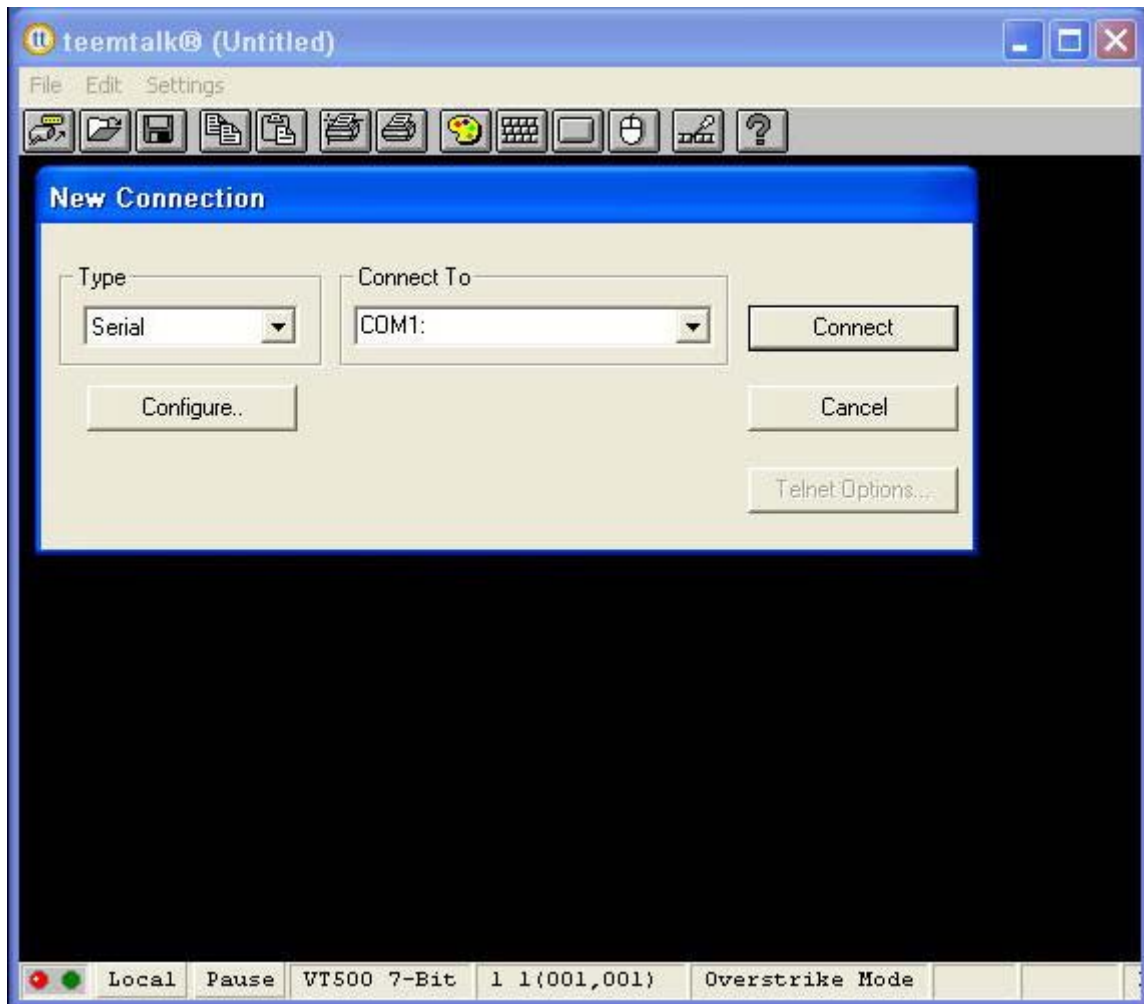 tt teemtalk® (Untitled)
File Edit Settings
?
New Connection
Type
Connect To
Serial
COM1:
Connect
Configure..
Cancel
Telnet Options...
Local Pause VT500 7-Bit 1 1(001,001) Overstrike Mode